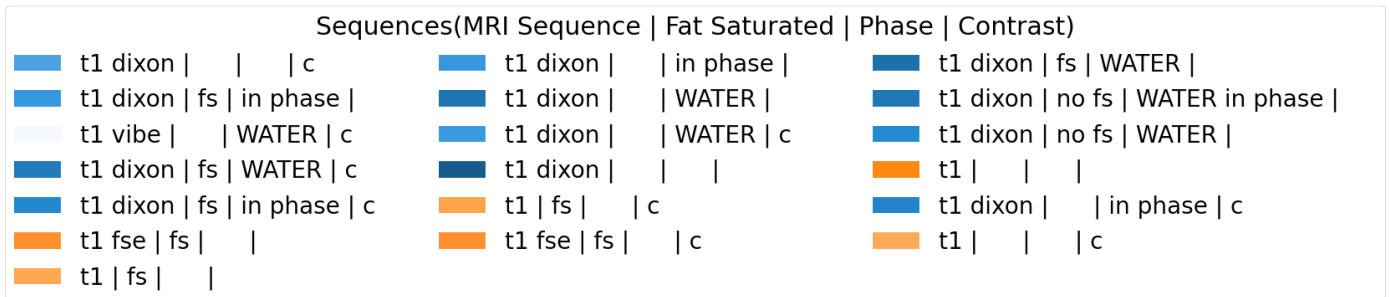 Sequences(MRI Sequence | Fat Saturated | Phase | Contrast)
t1 dixon | | | c
t1 dixon | fs | in phase |
t1 vibe | | WATER | c
t1 dixon | fs | WATER | c
t1 dixon | fs | in phase | c
t1 fse | fs | |
t1 | fs | |
t1 dixon | | in phase |
t1 dixon | | WATER |
t1 dixon | | WATER | c
t1 dixon | | |
t1 | fs | | c
t1 fse | fs | | c
t1 dixon | fs | WATER |
t1 dixon | no fs | WATER in phase |
t1 dixon | no fs | WATER |
t1 | | |
t1 dixon | | in phase | c
t1 | | | c